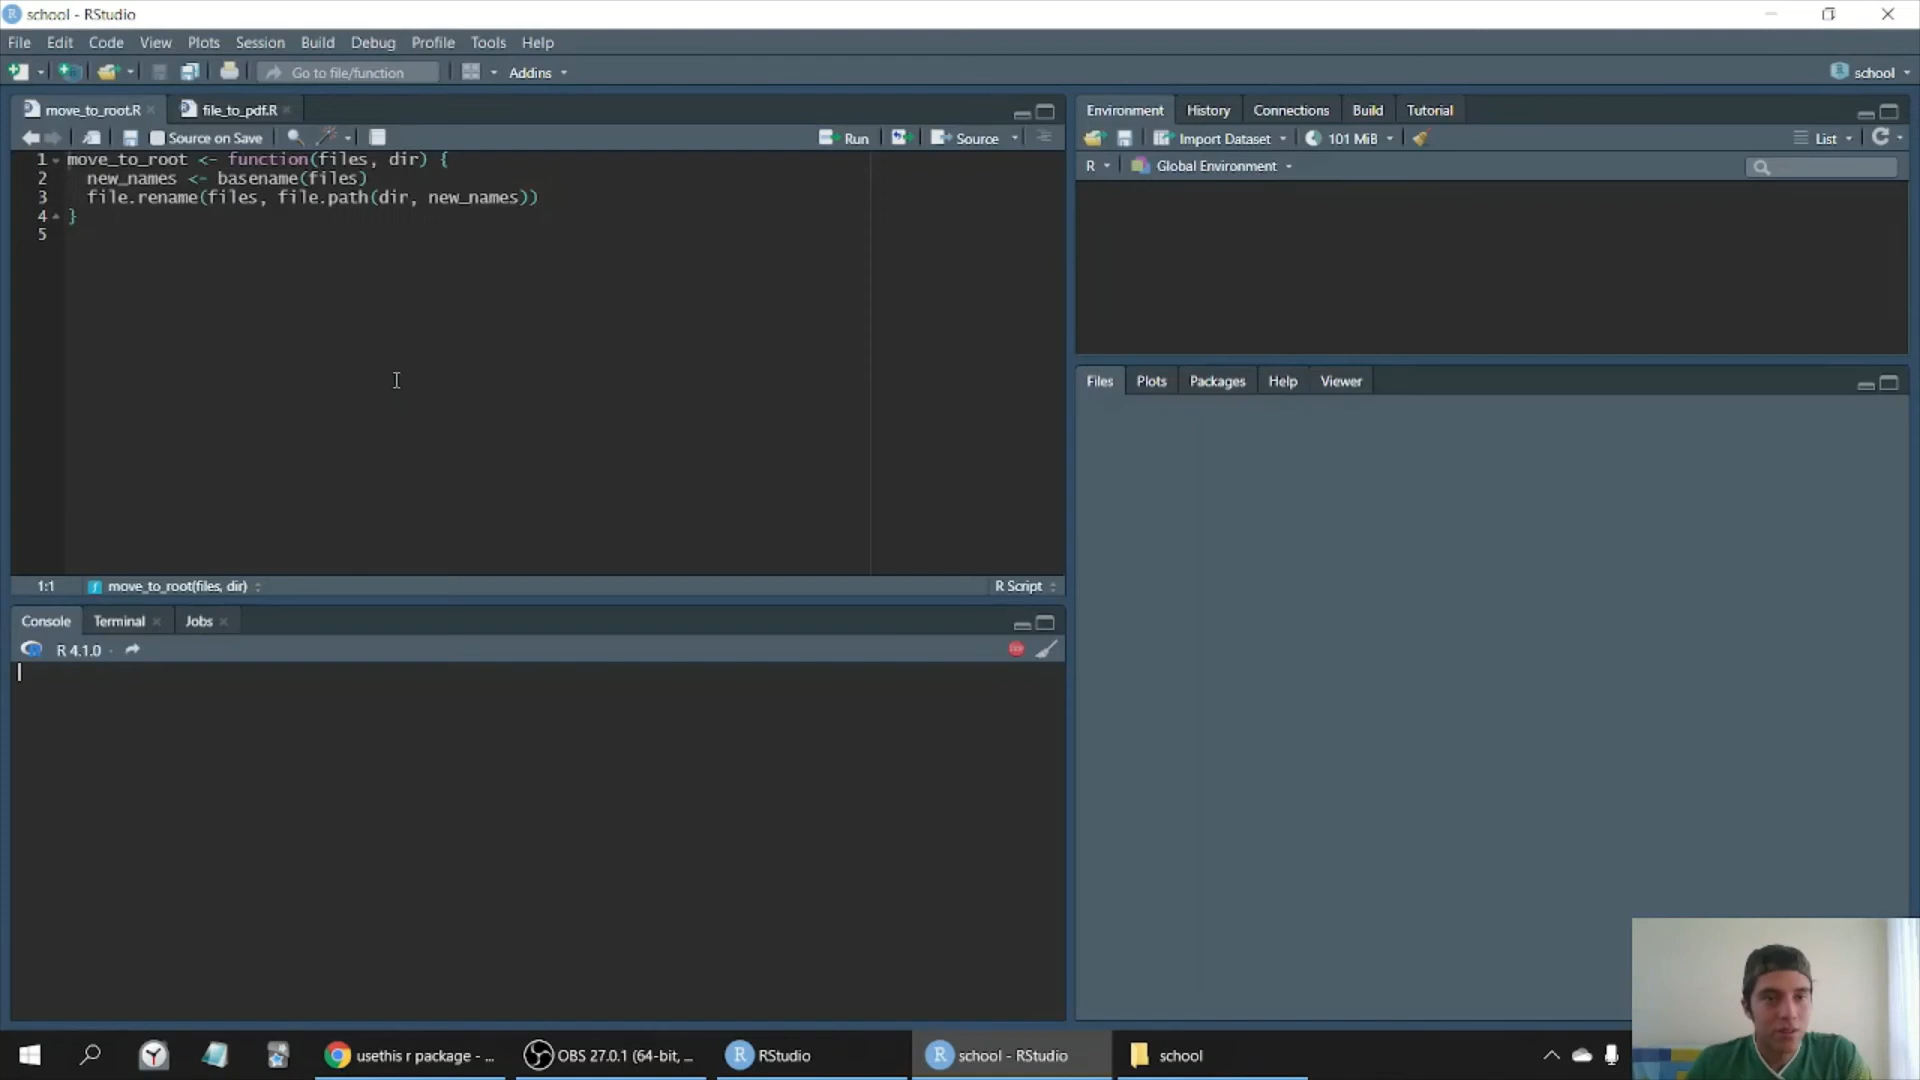 school - RStudio
File Edit Code View Plots Session Build Debug Profile Tools Help
Go to file/function Addins school
move_to_root.R file_to_pdf.R
Source on Save Run Source
1 move_to_root <- function(files, dir) {
2 new_names <- basename(files)
3 file.rename(files, file.path(dir, new_names))
4 }
5
1:1 move_to_root(files, dir) R Script
Console Terminal Jobs
R 4.1.0
Environment History Connections Build Tutorial
Import Dataset 101 MiB List
R Global Environment
Files Plots Packages Help Viewer
usethis r package - ... OBS 27.0.1 (64-bit, ... RStudio school - RStudio school